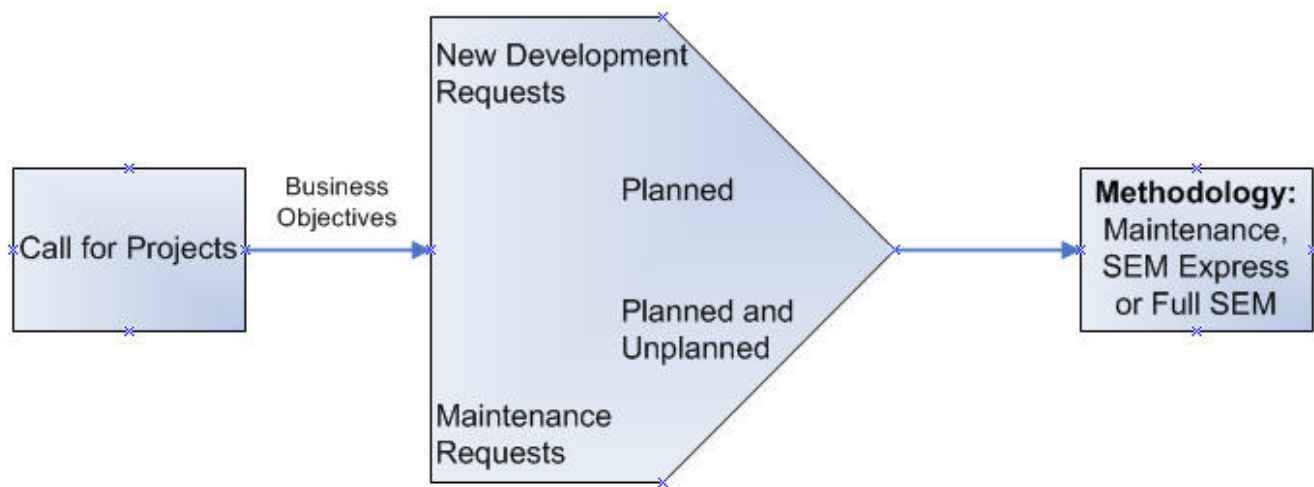 Call for Projects
Business
Objectives
New Development
Requests
Planned
Planned and
Unplanned
Maintenance
Requests
Methodology:
Maintenance,
SEM Express
or Full SEM